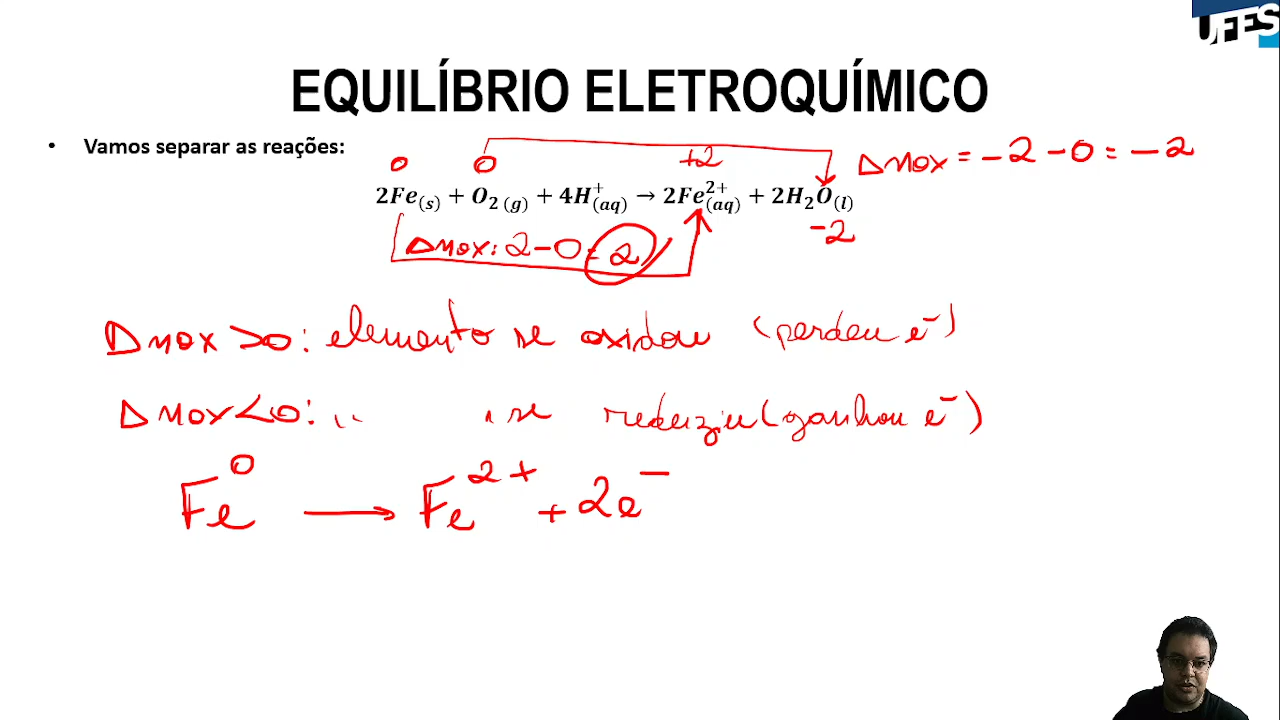 UFES
EQUILÍBRIO ELETROQUÍMICO
• Vamos separar as reações:
0 0 +2 Δnox = -2 - 0 = -2
2Fe(s) + O₂(g) + 4H⁺(aq) → 2Fe²⁺(aq) + 2H₂O(l)
-2
Δnox: 2 - 0 = 2
Δnox > 0: elemento se oxidou (perdeu e⁻)
Δnox < 0: " " se reduziu (ganhou e⁻)
Fe⁰ → Fe²⁺ + 2e⁻